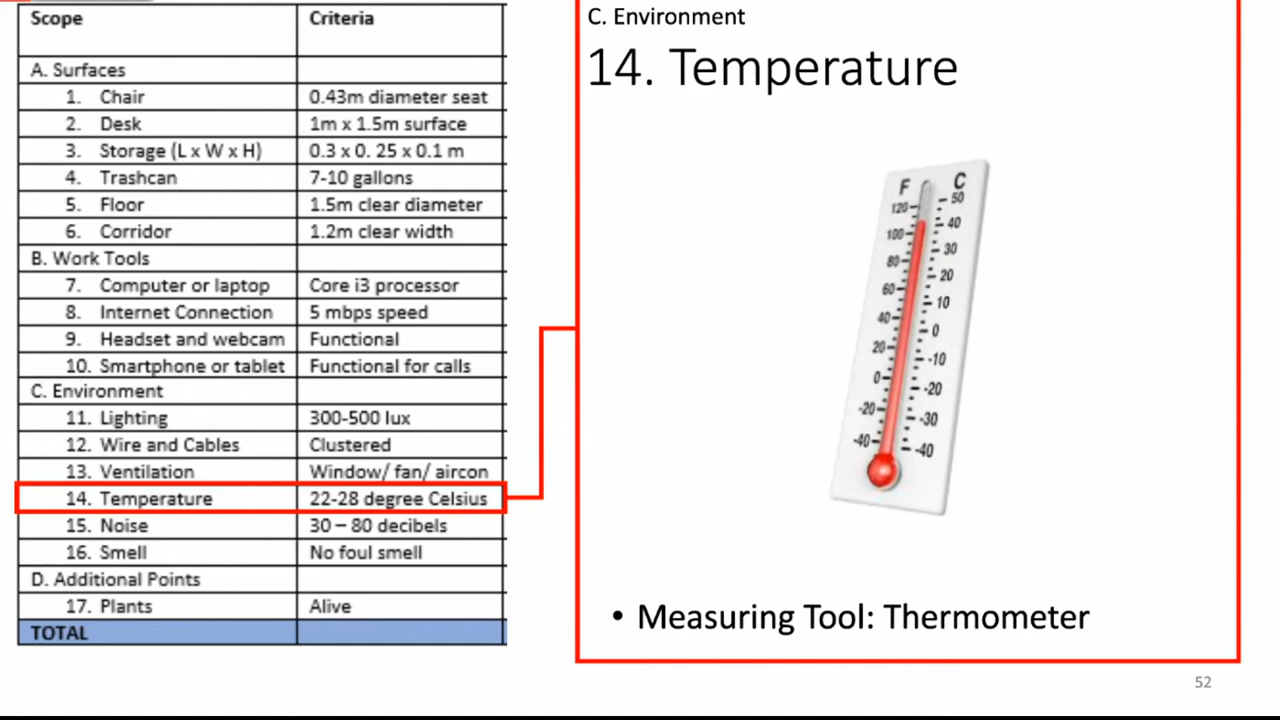 Scope Criteria
A. Surfaces
1. Chair 0.43m diameter seat
2. Desk 1m x 1.5m surface
3. Storage (L x W x H) 0.3 x 0. 25 x 0.1 m
4. Trashcan 7-10 gallons
5. Floor 1.5m clear diameter
6. Corridor 1.2m clear width
B. Work Tools
7. Computer or laptop Core i3 processor
8. Internet Connection 5 mbps speed
9. Headset and webcam Functional
10. Smartphone or tablet Functional for calls
C. Environment
11. Lighting 300-500 lux
12. Wire and Cables Clustered
13. Ventilation Window/ fan/ aircon
14. Temperature 22-28 degree Celsius
15. Noise 30 – 80 decibels
16. Smell No foul smell
D. Additional Points
17. Plants Alive
TOTAL
C. Environment
14. Temperature
F C
120 50
100 40
80 30
60 20
40 10
20 0
0 -10
-20 -20
-40 -30
-40
• Measuring Tool: Thermometer
52